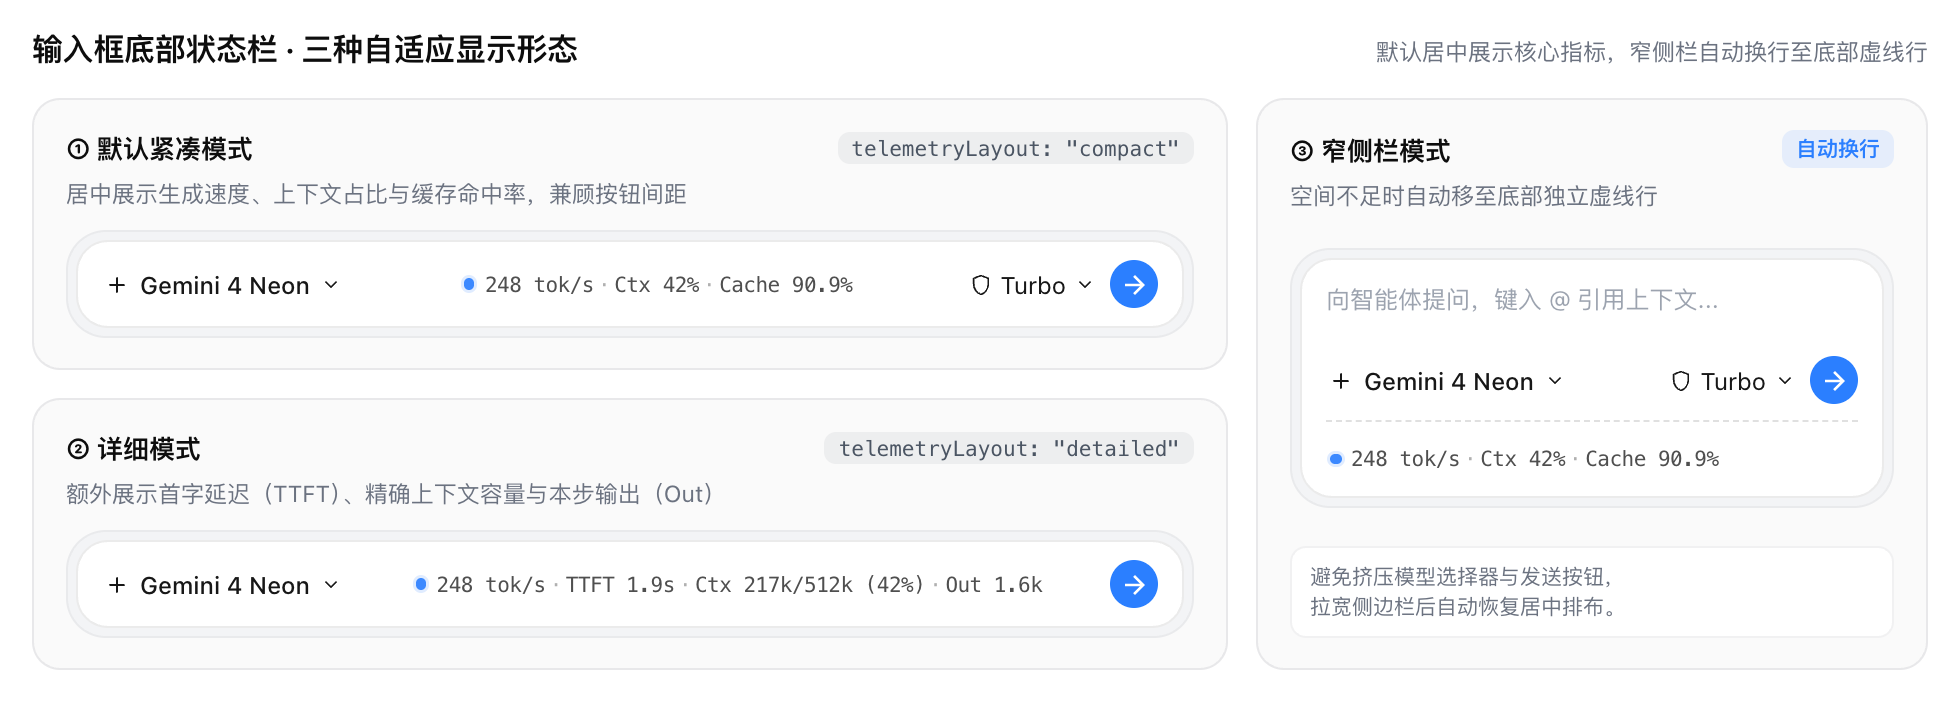 输入框底部状态栏 · 三种自适应显示形态
默认居中展示核心指标，窄侧栏自动换行至底部虚线行
① 默认紧凑模式
telemetryLayout: "compact"
居中展示生成速度、上下文占比与缓存命中率，兼顾按钮间距
+ Gemini 4 Neon
248 tok/s · Ctx 42% · Cache 90.9%
Turbo
② 详细模式
telemetryLayout: "detailed"
额外展示首字延迟（TTFT）、精确上下文容量与本步输出（Out）
+ Gemini 4 Neon
248 tok/s · TTFT 1.9s · Ctx 217k/512k (42%) · Out 1.6k
③ 窄侧栏模式
自动换行
空间不足时自动移至底部独立虚线行
向智能体提问，键入 @ 引用上下文...
+ Gemini 4 Neon
Turbo
248 tok/s · Ctx 42% · Cache 90.9%
避免挤压模型选择器与发送按钮，
拉宽侧边栏后自动恢复居中排布。